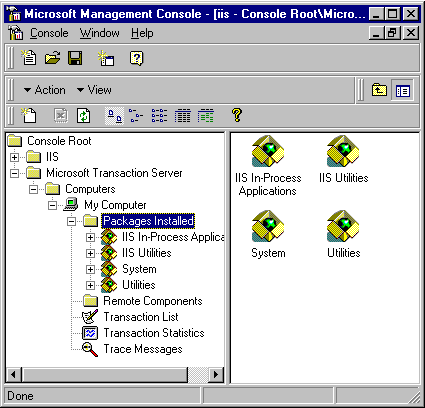 Microsoft Management Console - [iis - Console Root\Micro...
Console Window Help
Action View
Console Root
IIS
Microsoft Transaction Server
Computers
My Computer
Packages Installed
IIS In-Process Applica
IIS Utilities
System
Utilities
Remote Components
Transaction List
Transaction Statistics
Trace Messages
IIS In-Process
Applications
IIS Utilities
System
Utilities
Done